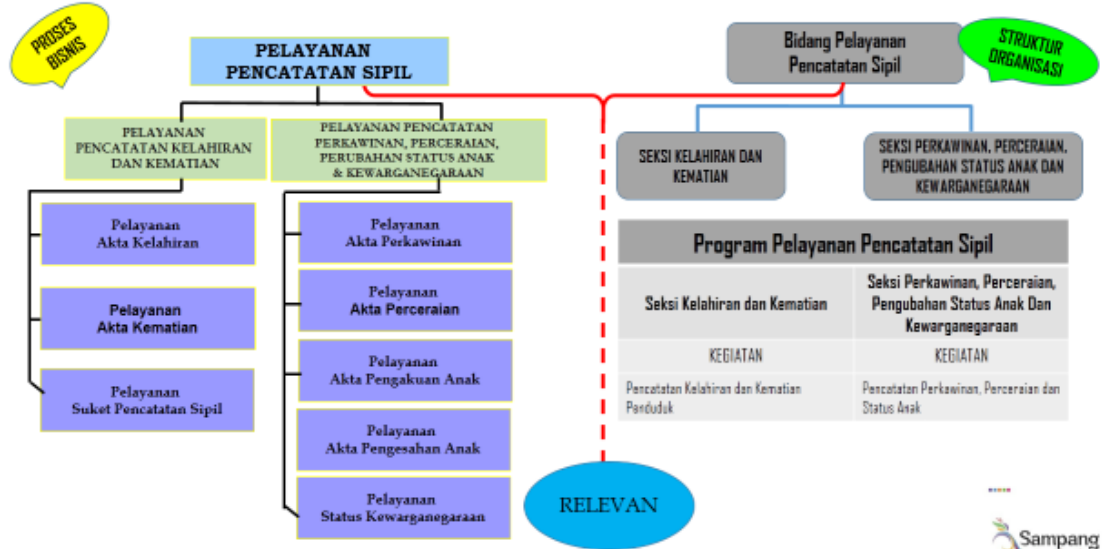 PROSES
BISNIS
PELAYANAN
PENCATATAN SIPIL
PELAYANAN
PENCATATAN KELAHIRAN
DAN KEMATIAN
Pelayanan
Akta Kelahiran
Pelayanan
Akta Kematian
Pelayanan
Suket Pencatatan Sipil
PELAYANAN PENCATATAN
PERKAWINAN, PERCERAIAN,
PERUBAHAN STATUS ANAK
& KEWARGANEGARAAN
Pelayanan
Akta Perkawinan
Pelayanan
Akta Perceraian
Pelayanan
Akta Pengakuan Anak
Pelayanan
Akta Pengesahan Anak
Pelayanan
Status Kewarganegaraan
RELEVAN
STRUKTUR
ORGANISASI
Bidang Pelayanan
Pencatatan Sipil
SEKSI KELAHIRAN DAN
KEMATIAN
SEKSI PERKAWINAN, PERCERAIAN,
PENGUBAHAN STATUS ANAK DAN
KEWARGANEGARAAN
Program Pelayanan Pencatatan Sipil
Seksi Kelahiran dan Kematian
Seksi Perkawinan, Perceraian,
Pengubahan Status Anak Dan
Kewarganegaraan
KEGIATAN
KEGIATAN
Pencatatan Kelahiran dan Kematian
Panduduk
Pencatatan Perkawinan, Perceraian dan
Status Anak
Sampang